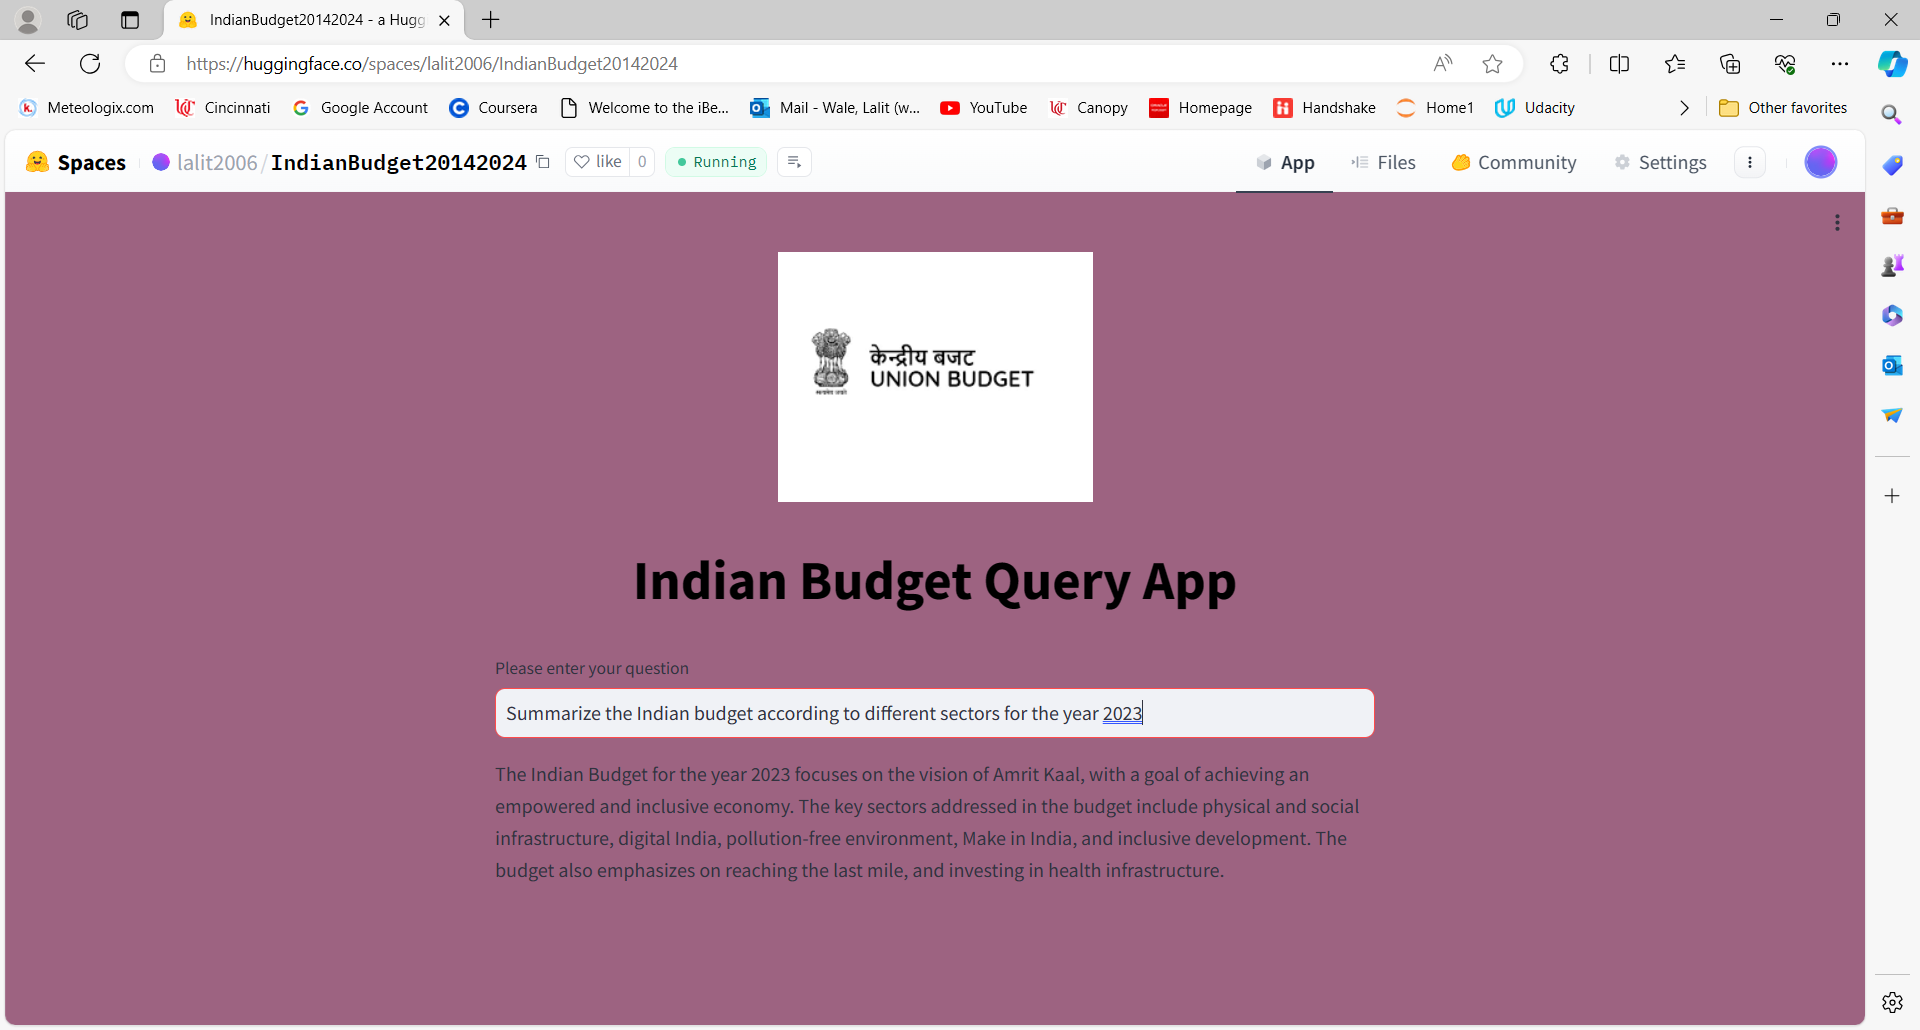 IndianBudget20142024 - a Hugg
https://huggingface.co/spaces/lalit2006/IndianBudget20142024
Meteologix.com Cincinnati Google Account Coursera Welcome to the iBe... Mail - Wale, Lalit (w... YouTube Canopy Homepage Handshake Home1 Udacity Other favorites
Spaces lalit2006/IndianBudget20142024 like 0 Running App Files Community Settings
केन्द्रीय बजट
UNION BUDGET
Indian Budget Query App
Please enter your question
Summarize the Indian budget according to different sectors for the year 2023
The Indian Budget for the year 2023 focuses on the vision of Amrit Kaal, with a goal of achieving an
empowered and inclusive economy. The key sectors addressed in the budget include physical and social
infrastructure, digital India, pollution-free environment, Make in India, and inclusive development. The
budget also emphasizes on reaching the last mile, and investing in health infrastructure.